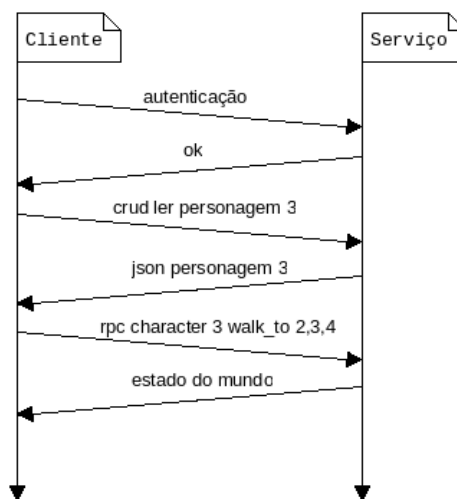 Cliente
Serviço
autenticação
ok
crud ler personagem 3
json personagem 3
rpc character 3 walk_to 2,3,4
estado do mundo